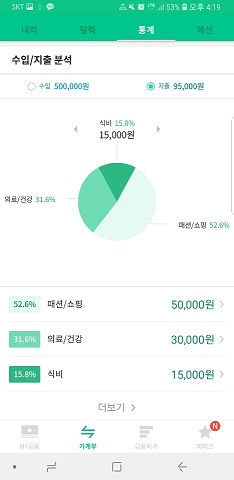 SKT 53% 오후 4:19
내역 달력 통계 예산
수입/지출 분석
수입 500,000원 지출 95,000원
식비 15.8%
15,000원
의료/건강 31.6%
패션/쇼핑 52.6%
52.6% 패션/쇼핑 50,000원
31.6% 의료/건강 30,000원
15.8% 식비 15,000원
더보기
N
MY금융 가계부 금융비서